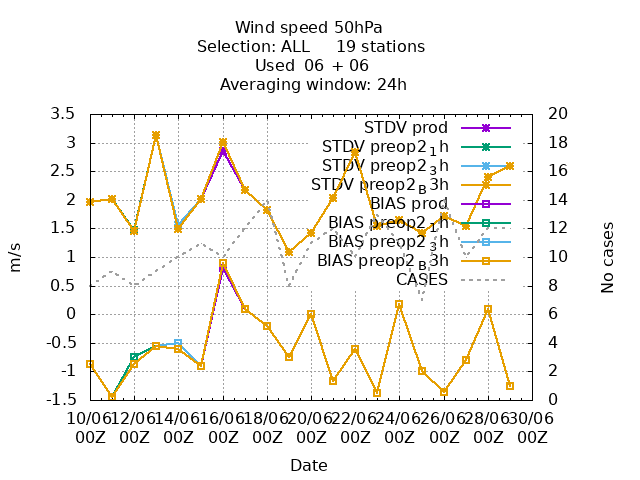 Wind speed 50hPa
Selection: ALL 19 stations
Used 06 + 06
Averaging window: 24h
3.5
3
2.5
2
1.5
1
0.5
0
-0.5
-1
-1.5
m/s
STDV prod
STDV preop2_1h
STDV preop2_3h
STDV preop2_B3h
BIAS prod
BIAS preop2_1h
BIAS preop2_3h
BIAS preop2_B3h
CASES
20
18
16
14
12
10
8
6
4
2
0
No cases
10/06 12/06 14/06 16/06 18/06 20/06 22/06 24/06 26/06 28/06 30/06
00Z 00Z 00Z 00Z 00Z 00Z 00Z 00Z 00Z 00Z 00Z
Date